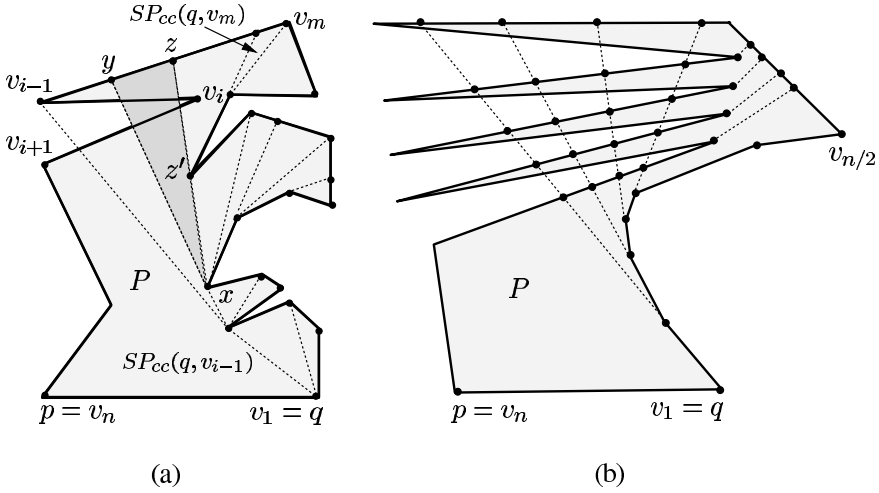 SP_cc(q, v_m)
v_m
z
y
v_{i−1}
v_i
v_{i+1}
z′
P
x
SP_cc(q, v_{i−1})
p = v_n
v_1 = q
(a)
v_{n/2}
P
p = v_n
v_1 = q
(b)